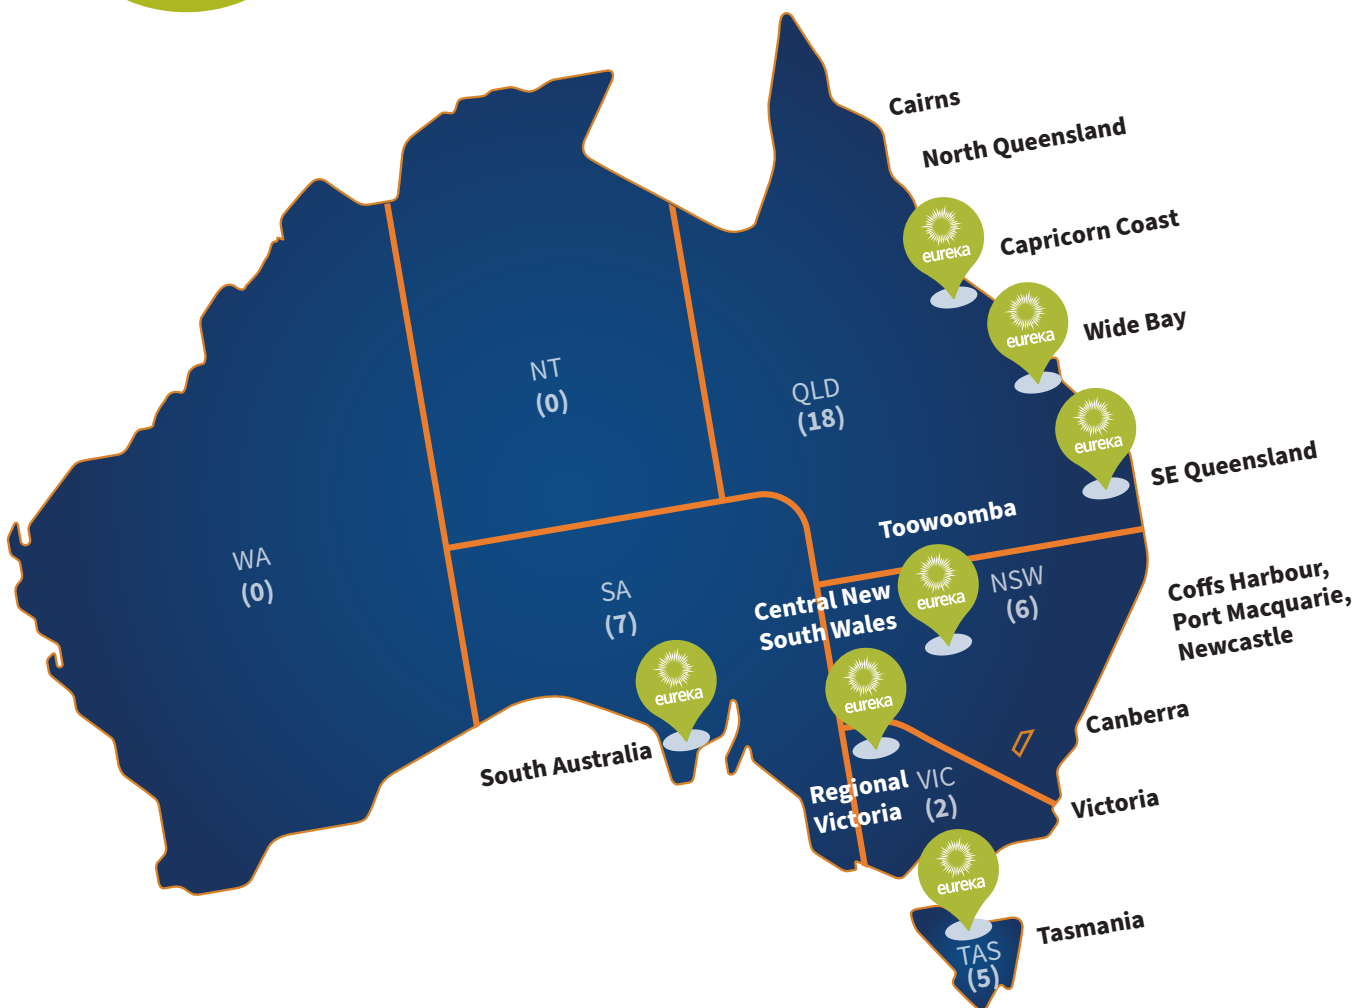 Cairns
North Queensland
eureka
Capricorn Coast
eureka
Wide Bay
NT
(0)
QLD
(18)
eureka
SE Queensland
Toowoomba
WA
(0)
SA
(7)
Central New
South Wales
eureka
NSW
(6)
Coffs Harbour,
Port Macquarie,
Newcastle
eureka
eureka
South Australia
Canberra
Regional
Victoria
VIC
(2)
Victoria
eureka
Tasmania
TAS
(5)